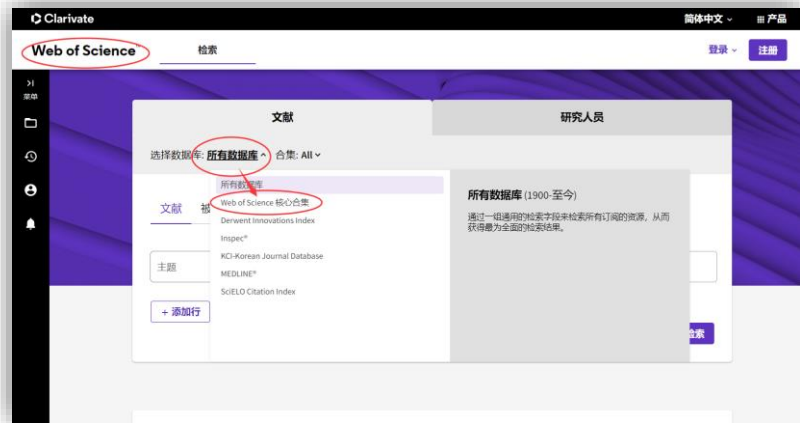 Clarivate
简体中文
产品
Web of Science™
检索
登录
注册
菜单
文献
研究人员
选择数据库: 所有数据库
合集: All
所有数据库
Web of Science 核心合集
Derwent Innovations Index
Inspec®
KCI-Korean Journal Database
MEDLINE®
SciELO Citation Index
所有数据库 (1900-至今)
通过一组通用的检索字段来检索所有订阅的资源，从而
获得最为全面的检索结果。
文献
被
主题
+ 添加行
检索